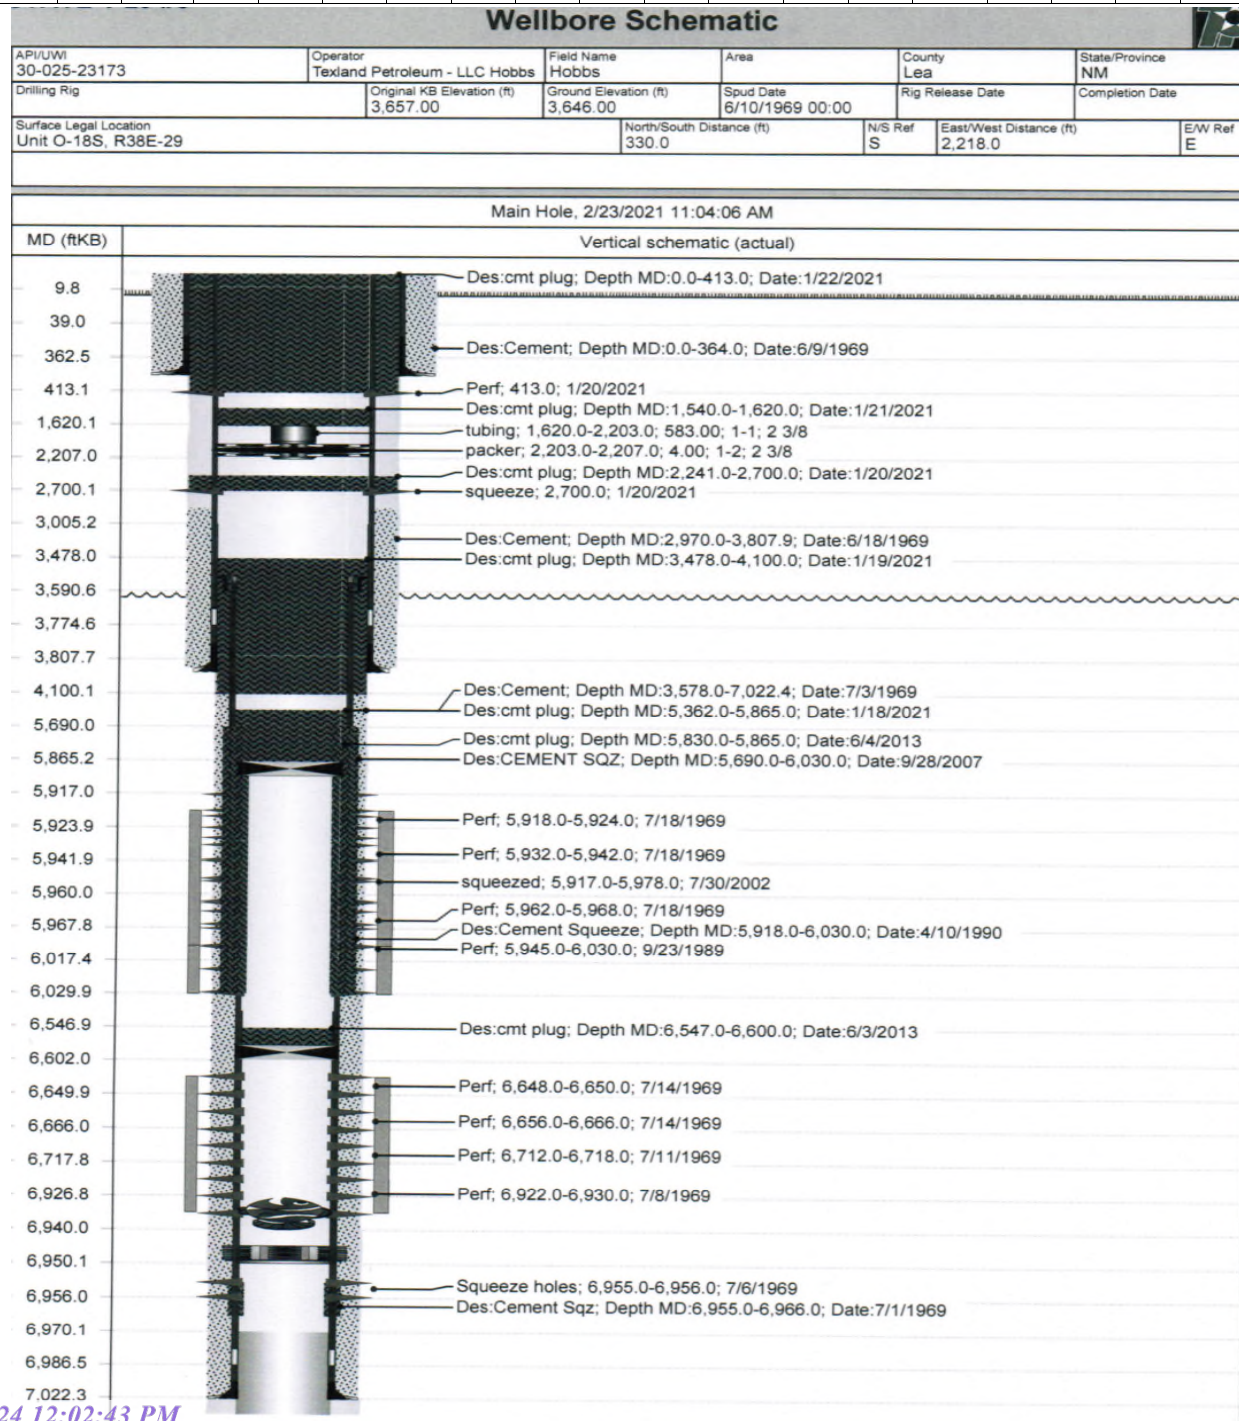 Wellbore Schematic
API/UWI Operator Field Name Area County State/Province
30-025-23173 Texland Petroleum - LLC Hobbs Hobbs Lea NM
Drilling Rig Original KB Elevation (ft) Ground Elevation (ft) Spud Date Rig Release Date Completion Date
3,657.00 3,646.00 6/10/1969 00:00
Surface Legal Location North/South Distance (ft) N/S Ref East/West Distance (ft) E/W Ref
Unit O-18S, R38E-29 330.0 S 2,218.0 E
Main Hole, 2/23/2021 11:04:06 AM
MD (ftKB) Vertical schematic (actual)
Des:cmt plug; Depth MD:0.0-413.0; Date:1/22/2021
9.8
39.0
Des:Cement; Depth MD:0.0-364.0; Date:6/9/1969
362.5
413.1 Perf; 413.0; 1/20/2021
Des:cmt plug; Depth MD:1,540.0-1,620.0; Date:1/21/2021
1,620.1
tubing; 1,620.0-2,203.0; 583.00; 1-1; 2 3/8
2,207.0 packer; 2,203.0-2,207.0; 4.00; 1-2; 2 3/8
Des:cmt plug; Depth MD:2,241.0-2,700.0; Date:1/20/2021
2,700.1 squeeze; 2,700.0; 1/20/2021
3,005.2
Des:Cement; Depth MD:2,970.0-3,807.9; Date:6/18/1969
3,478.0 Des:cmt plug; Depth MD:3,478.0-4,100.0; Date:1/19/2021
3,590.6
3,774.6
3,807.7
4,100.1 Des:Cement; Depth MD:3,578.0-7,022.4; Date:7/3/1969
Des:cmt plug; Depth MD:5,362.0-5,865.0; Date:1/18/2021
5,690.0
Des:cmt plug; Depth MD:5,830.0-5,865.0; Date:6/4/2013
5,865.2 Des:CEMENT SQZ; Depth MD:5,690.0-6,030.0; Date:9/28/2007
5,917.0
5,923.9 Perf; 5,918.0-5,924.0; 7/18/1969
5,941.9 Perf; 5,932.0-5,942.0; 7/18/1969
squeezed; 5,917.0-5,978.0; 7/30/2002
5,960.0
Perf; 5,962.0-5,968.0; 7/18/1969
5,967.8 Des:Cement Squeeze; Depth MD:5,918.0-6,030.0; Date:4/10/1990
Perf; 5,945.0-6,030.0; 9/23/1989
6,017.4
6,029.9
6,546.9 Des:cmt plug; Depth MD:6,547.0-6,600.0; Date:6/3/2013
6,602.0
6,649.9 Perf; 6,648.0-6,650.0; 7/14/1969
6,666.0 Perf; 6,656.0-6,666.0; 7/14/1969
6,717.8 Perf; 6,712.0-6,718.0; 7/11/1969
6,926.8 Perf; 6,922.0-6,930.0; 7/8/1969
6,940.0
6,950.1
Squeeze holes; 6,955.0-6,956.0; 7/6/1969
6,956.0
Des:Cement Sqz; Depth MD:6,955.0-6,966.0; Date:7/1/1969
6,970.1
6,986.5
7,022.3
24 12:02:43 PM